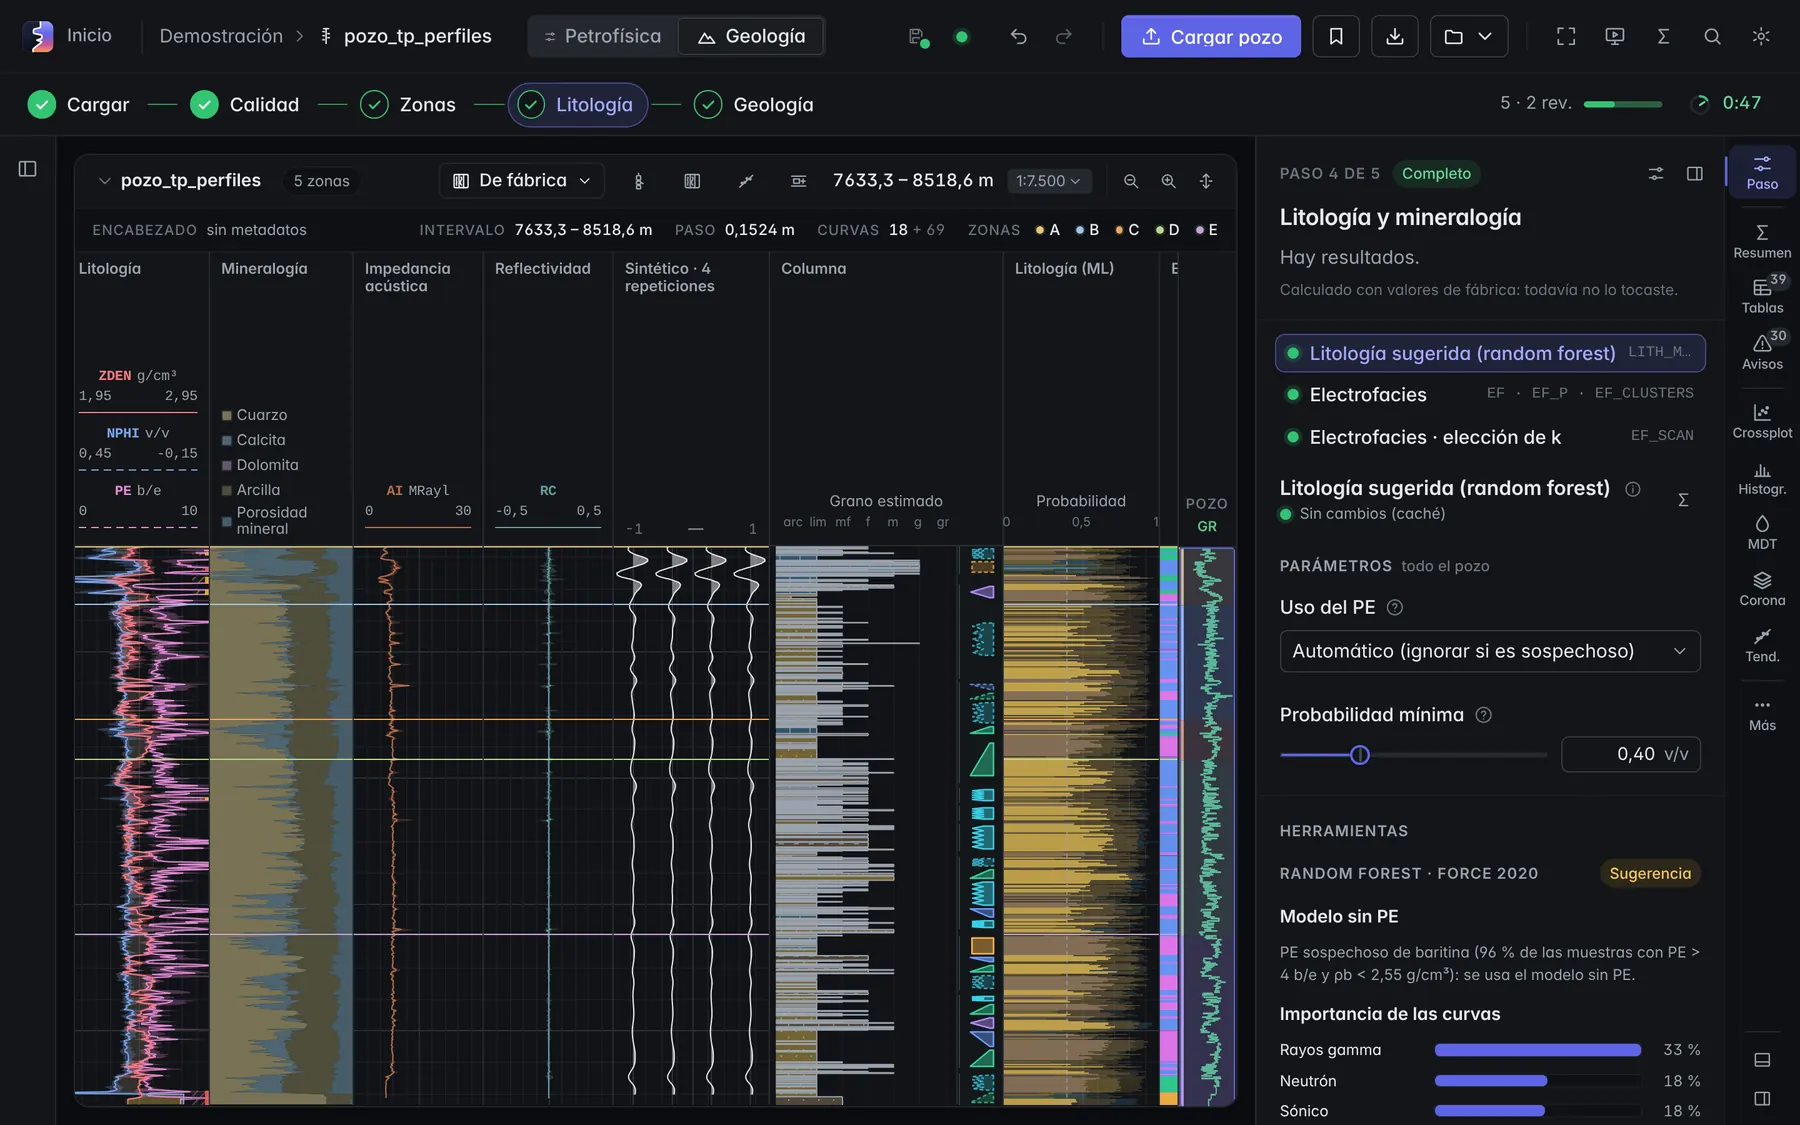 Inicio
Demostración
pozo_tp_perfiles
Petrofísica
Geología
Cargar pozo
Cargar
Calidad
Zonas
Litología
Geología
5 · 2 rev.
0:47
pozo_tp_perfiles
5 zonas
De fábrica
7633,3 – 8518,6 m
1:7.500
ENCABEZADO sin metadatos
INTERVALO 7633,3 – 8518,6 m
PASO 0,1524 m
CURVAS 18 + 69
ZONAS A B C D E
Litología
Mineralogía
Impedancia
acústica
Reflectividad
Sintético · 4
repeticiones
Columna
Litología (ML)
ZDEN g/cm³
1,95 2,95
NPHI v/v
0,45 -0,15
PE b/e
0 10
Cuarzo
Calcita
Dolomita
Arcilla
Porosidad
mineral
AI MRayl
0 30
RC
-0,5 0,5
-1 — 1
Grano estimado
arc lim mf f m g gr
Probabilidad
0 0,5 1
POZO
GR
PASO 4 DE 5
Completo
Litología y mineralogía
Hay resultados.
Calculado con valores de fábrica: todavía no lo tocaste.
Litología sugerida (random forest) LITH_M…
Electrofacies EF · EF_P · EF_CLUSTERS
Electrofacies · elección de k EF_SCAN
Litología sugerida (random forest)
Sin cambios (caché)
PARÁMETROS todo el pozo
Uso del PE
Automático (ignorar si es sospechoso)
Probabilidad mínima
0,40 v/v
HERRAMIENTAS
RANDOM FOREST · FORCE 2020
Sugerencia
Modelo sin PE
PE sospechoso de baritina (96 % de las muestras con PE >
4 b/e y ρb < 2,55 g/cm³): se usa el modelo sin PE.
Importancia de las curvas
Rayos gamma 33 %
Neutrón 18 %
Sónico 18 %
Paso
Resumen
39
Tablas
30
Avisos
Crossplot
Histogr.
MDT
Corona
Tend.
Más